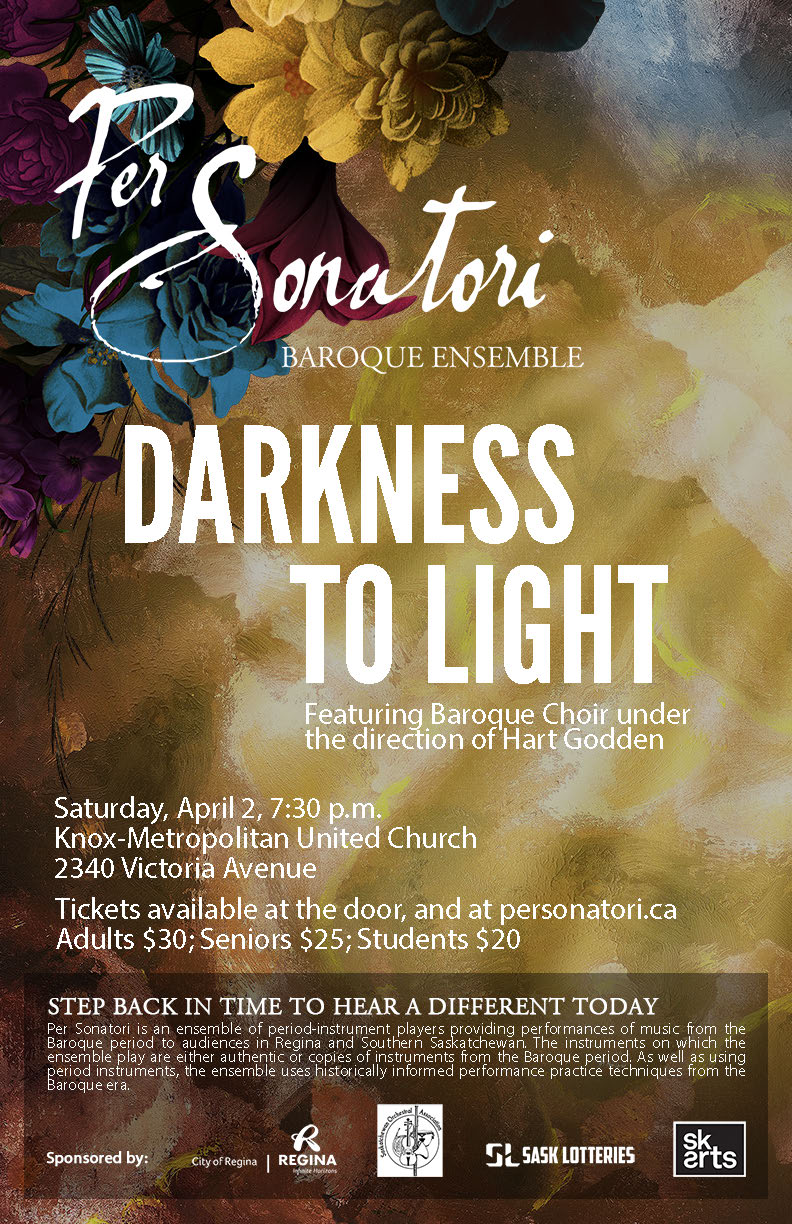 Per
Sonatori
BAROQUE ENSEMBLE
DARKNESS
TO LIGHT
Featuring Baroque Choir under
the direction of Hart Godden
Saturday, April 2, 7:30 p.m.
Knox-Metropolitan United Church
2340 Victoria Avenue
Tickets available at the door, and at personatori.ca
Adults $30; Seniors $25; Students $20
STEP BACK IN TIME TO HEAR A DIFFERENT TODAY
Per Sonatori is an ensemble of period-instrument players providing performances of music from the
Baroque period to audiences in Regina and Southern Saskatchewan. The instruments on which the
ensemble play are either authentic or copies of instruments from the Baroque period. As well as using
period instruments, the ensemble uses historically informed performance practice techniques from the
Baroque era.
Sponsored by:
City of Regina | REGINA
Infinite Horizons
Saskatchewan Orchestral Association
SL SASK LOTTERIES
sk
arts